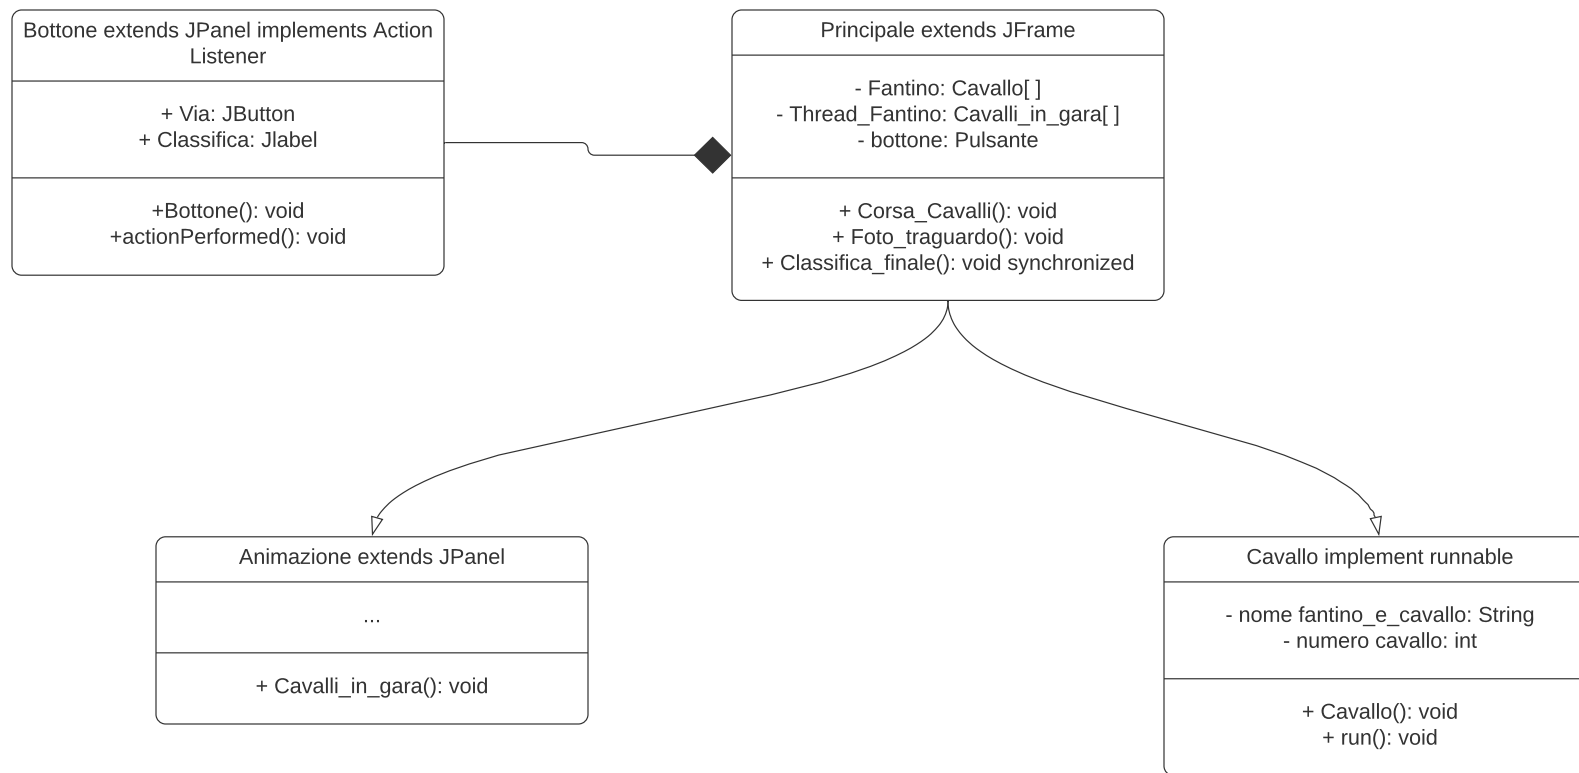 Bottone extends JPanel implements Action
Listener
+ Via: JButton
+ Classifica: Jlabel
+Bottone(): void
+actionPerformed(): void
Principale extends JFrame
- Fantino: Cavallo[ ]
- Thread_Fantino: Cavalli_in_gara[ ]
- bottone: Pulsante
+ Corsa_Cavalli(): void
+ Foto_traguardo(): void
+ Classifica_finale(): void synchronized
Animazione extends JPanel
...
+ Cavalli_in_gara(): void
Cavallo implement runnable
- nome fantino_e_cavallo: String
- numero cavallo: int
+ Cavallo(): void
+ run(): void